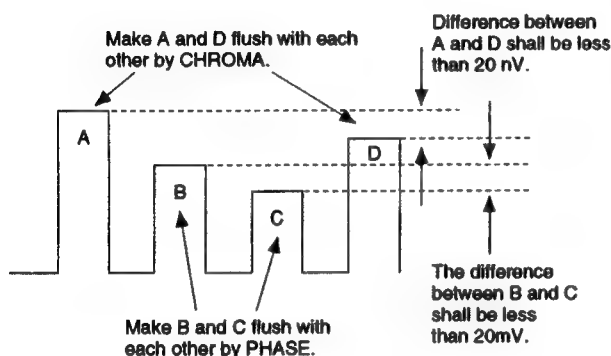 Make A and D flush with each
other by CHROMA.
Difference between
A and D shall be less
than 20 nV.
A
B
C
D
Make B and C flush with
each other by PHASE.
The difference
between B and C
shall be less
than 20mV.